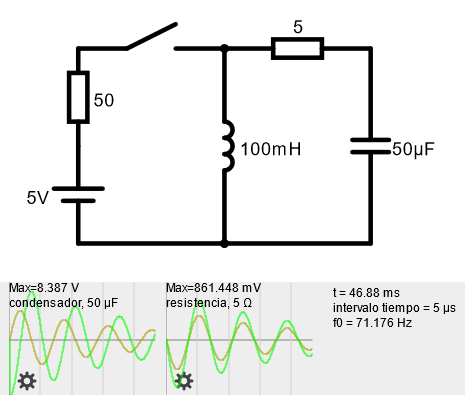 5
50
100mH
50µF
5V
Max=8.387 V
condensador, 50 µF
Max=861.448 mV
resistencia, 5 Ω
t = 46.88 ms
intervalo tiempo = 5 µs
f0 = 71.176 Hz